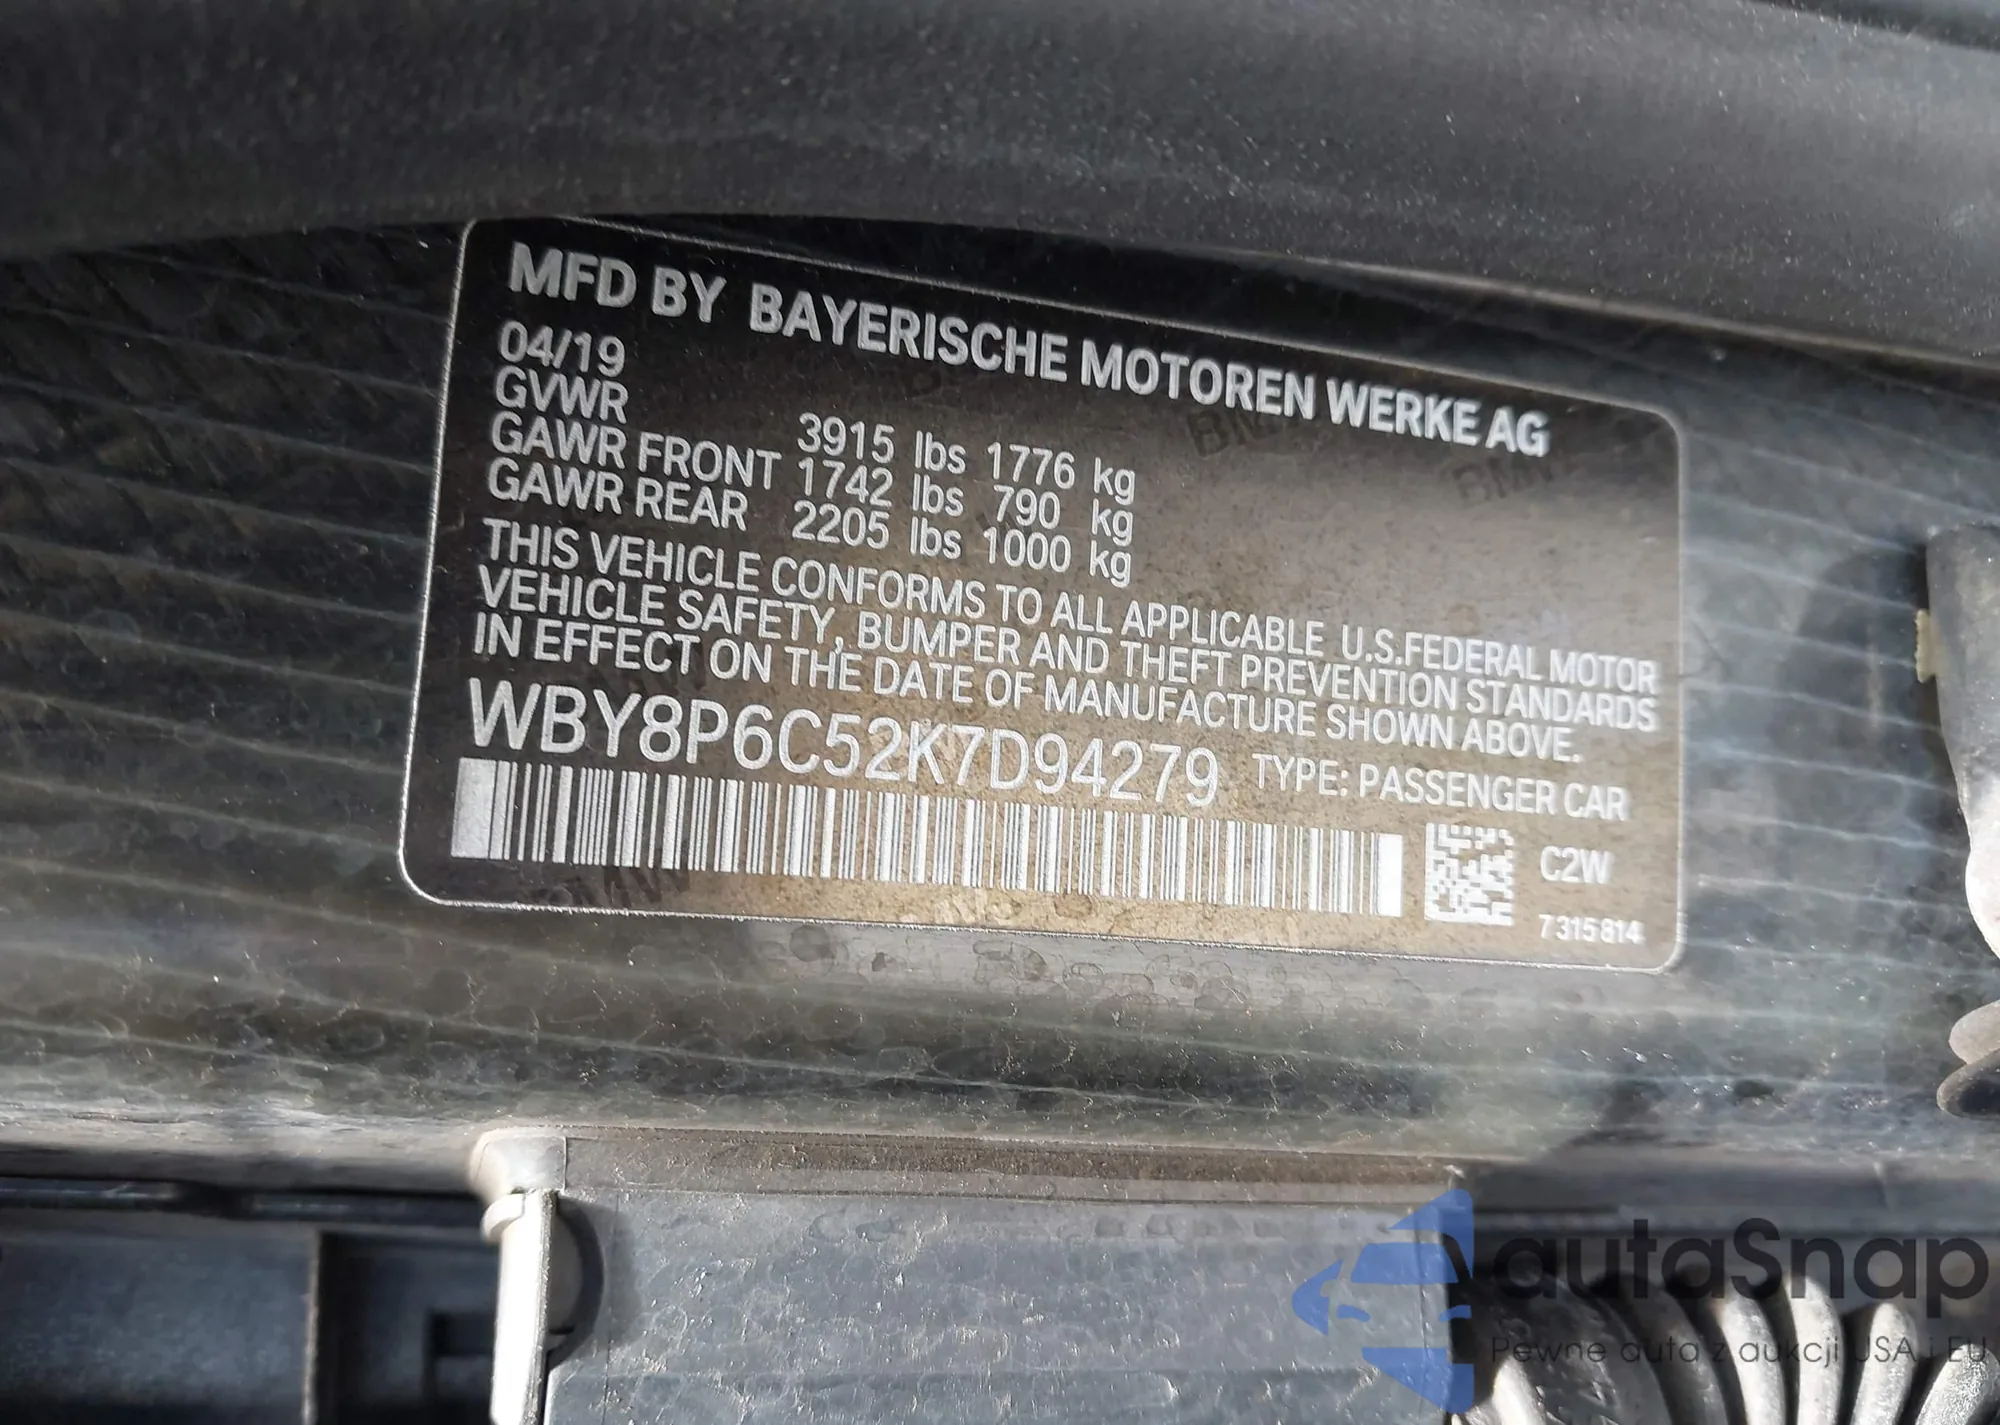 MFD BY BAYERISCHE MOTOREN WERKE AG
04/19
GVWR 3915 lbs 1776 kg
GAWR FRONT 1742 lbs 790 kg
GAWR REAR 2205 lbs 1000 kg
THIS VEHICLE CONFORMS TO ALL APPLICABLE U.S.FEDERAL MOTOR
VEHICLE SAFETY, BUMPER AND THEFT PREVENTION STANDARDS
IN EFFECT ON THE DATE OF MANUFACTURE SHOWN ABOVE.
WBY8P6C52K7D94279 TYPE: PASSENGER CAR
C2W
7 315 814
autaSnap
Pewne auta z aukcji USA i EU